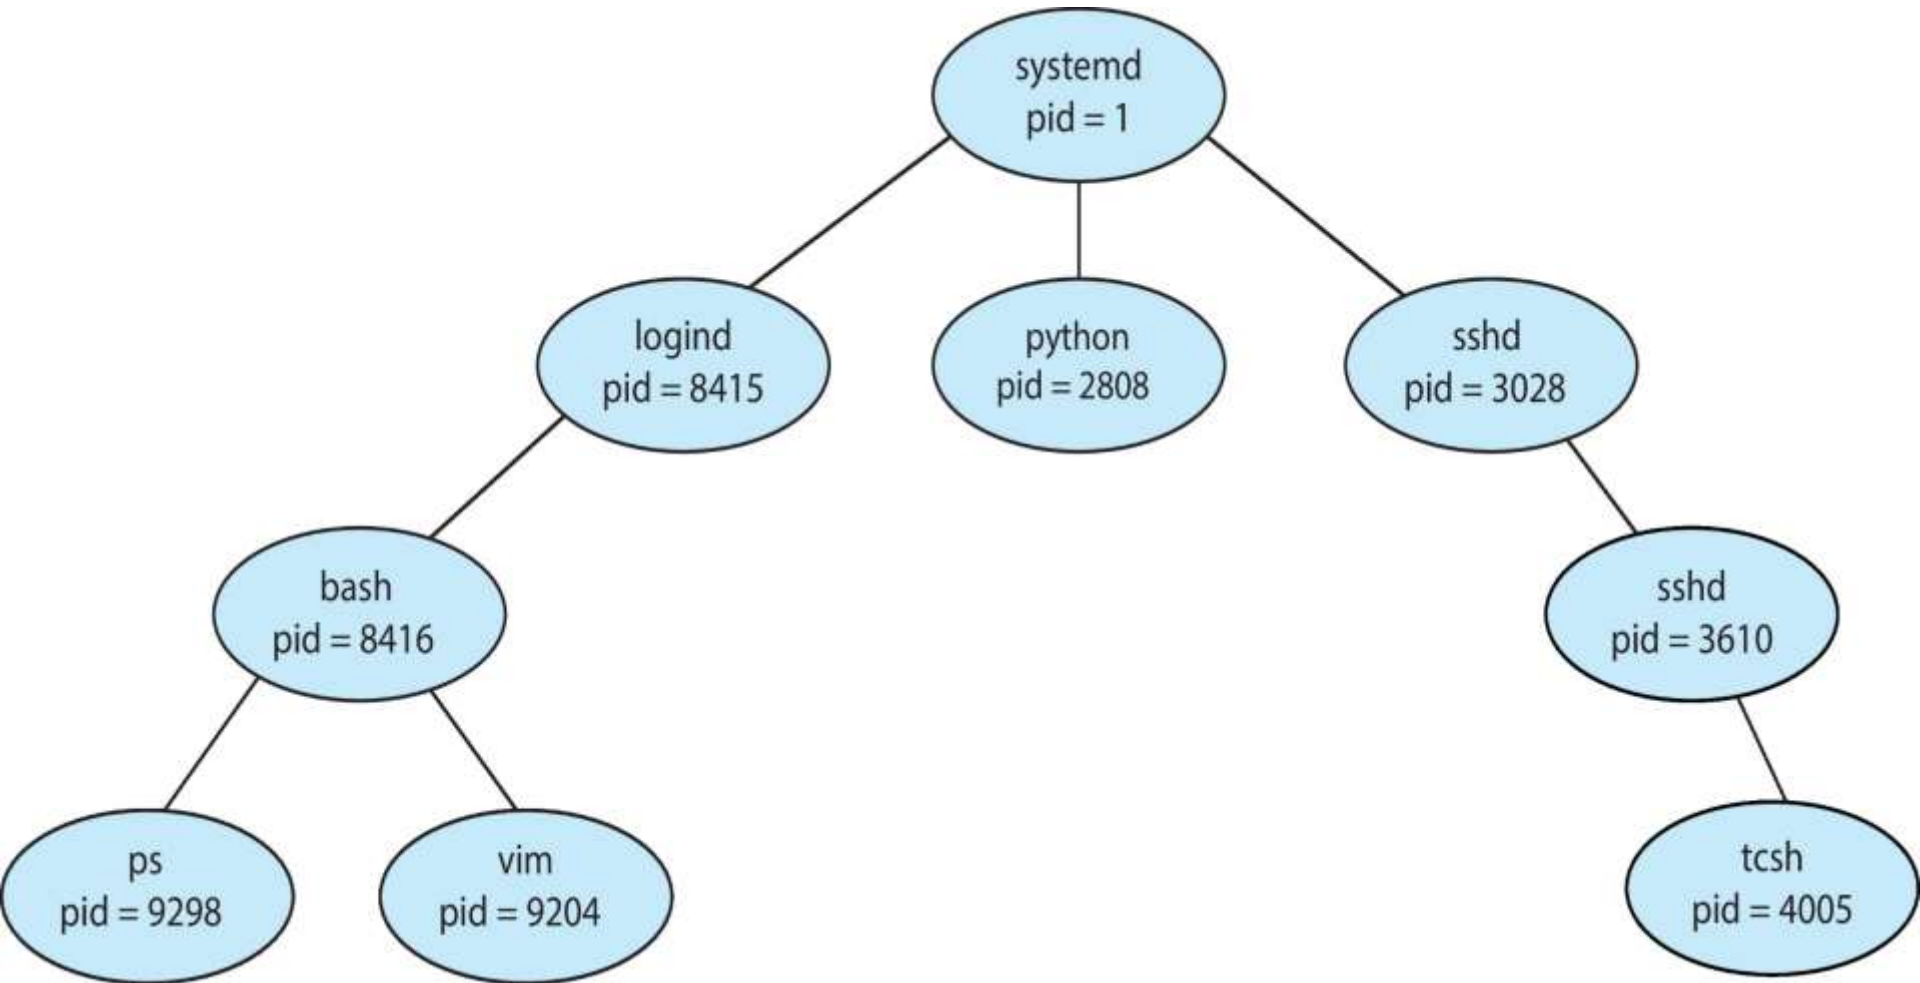 systemd
pid = 1
logind
pid = 8415
python
pid = 2808
sshd
pid = 3028
bash
pid = 8416
sshd
pid = 3610
ps
pid = 9298
vim
pid = 9204
tcsh
pid = 4005